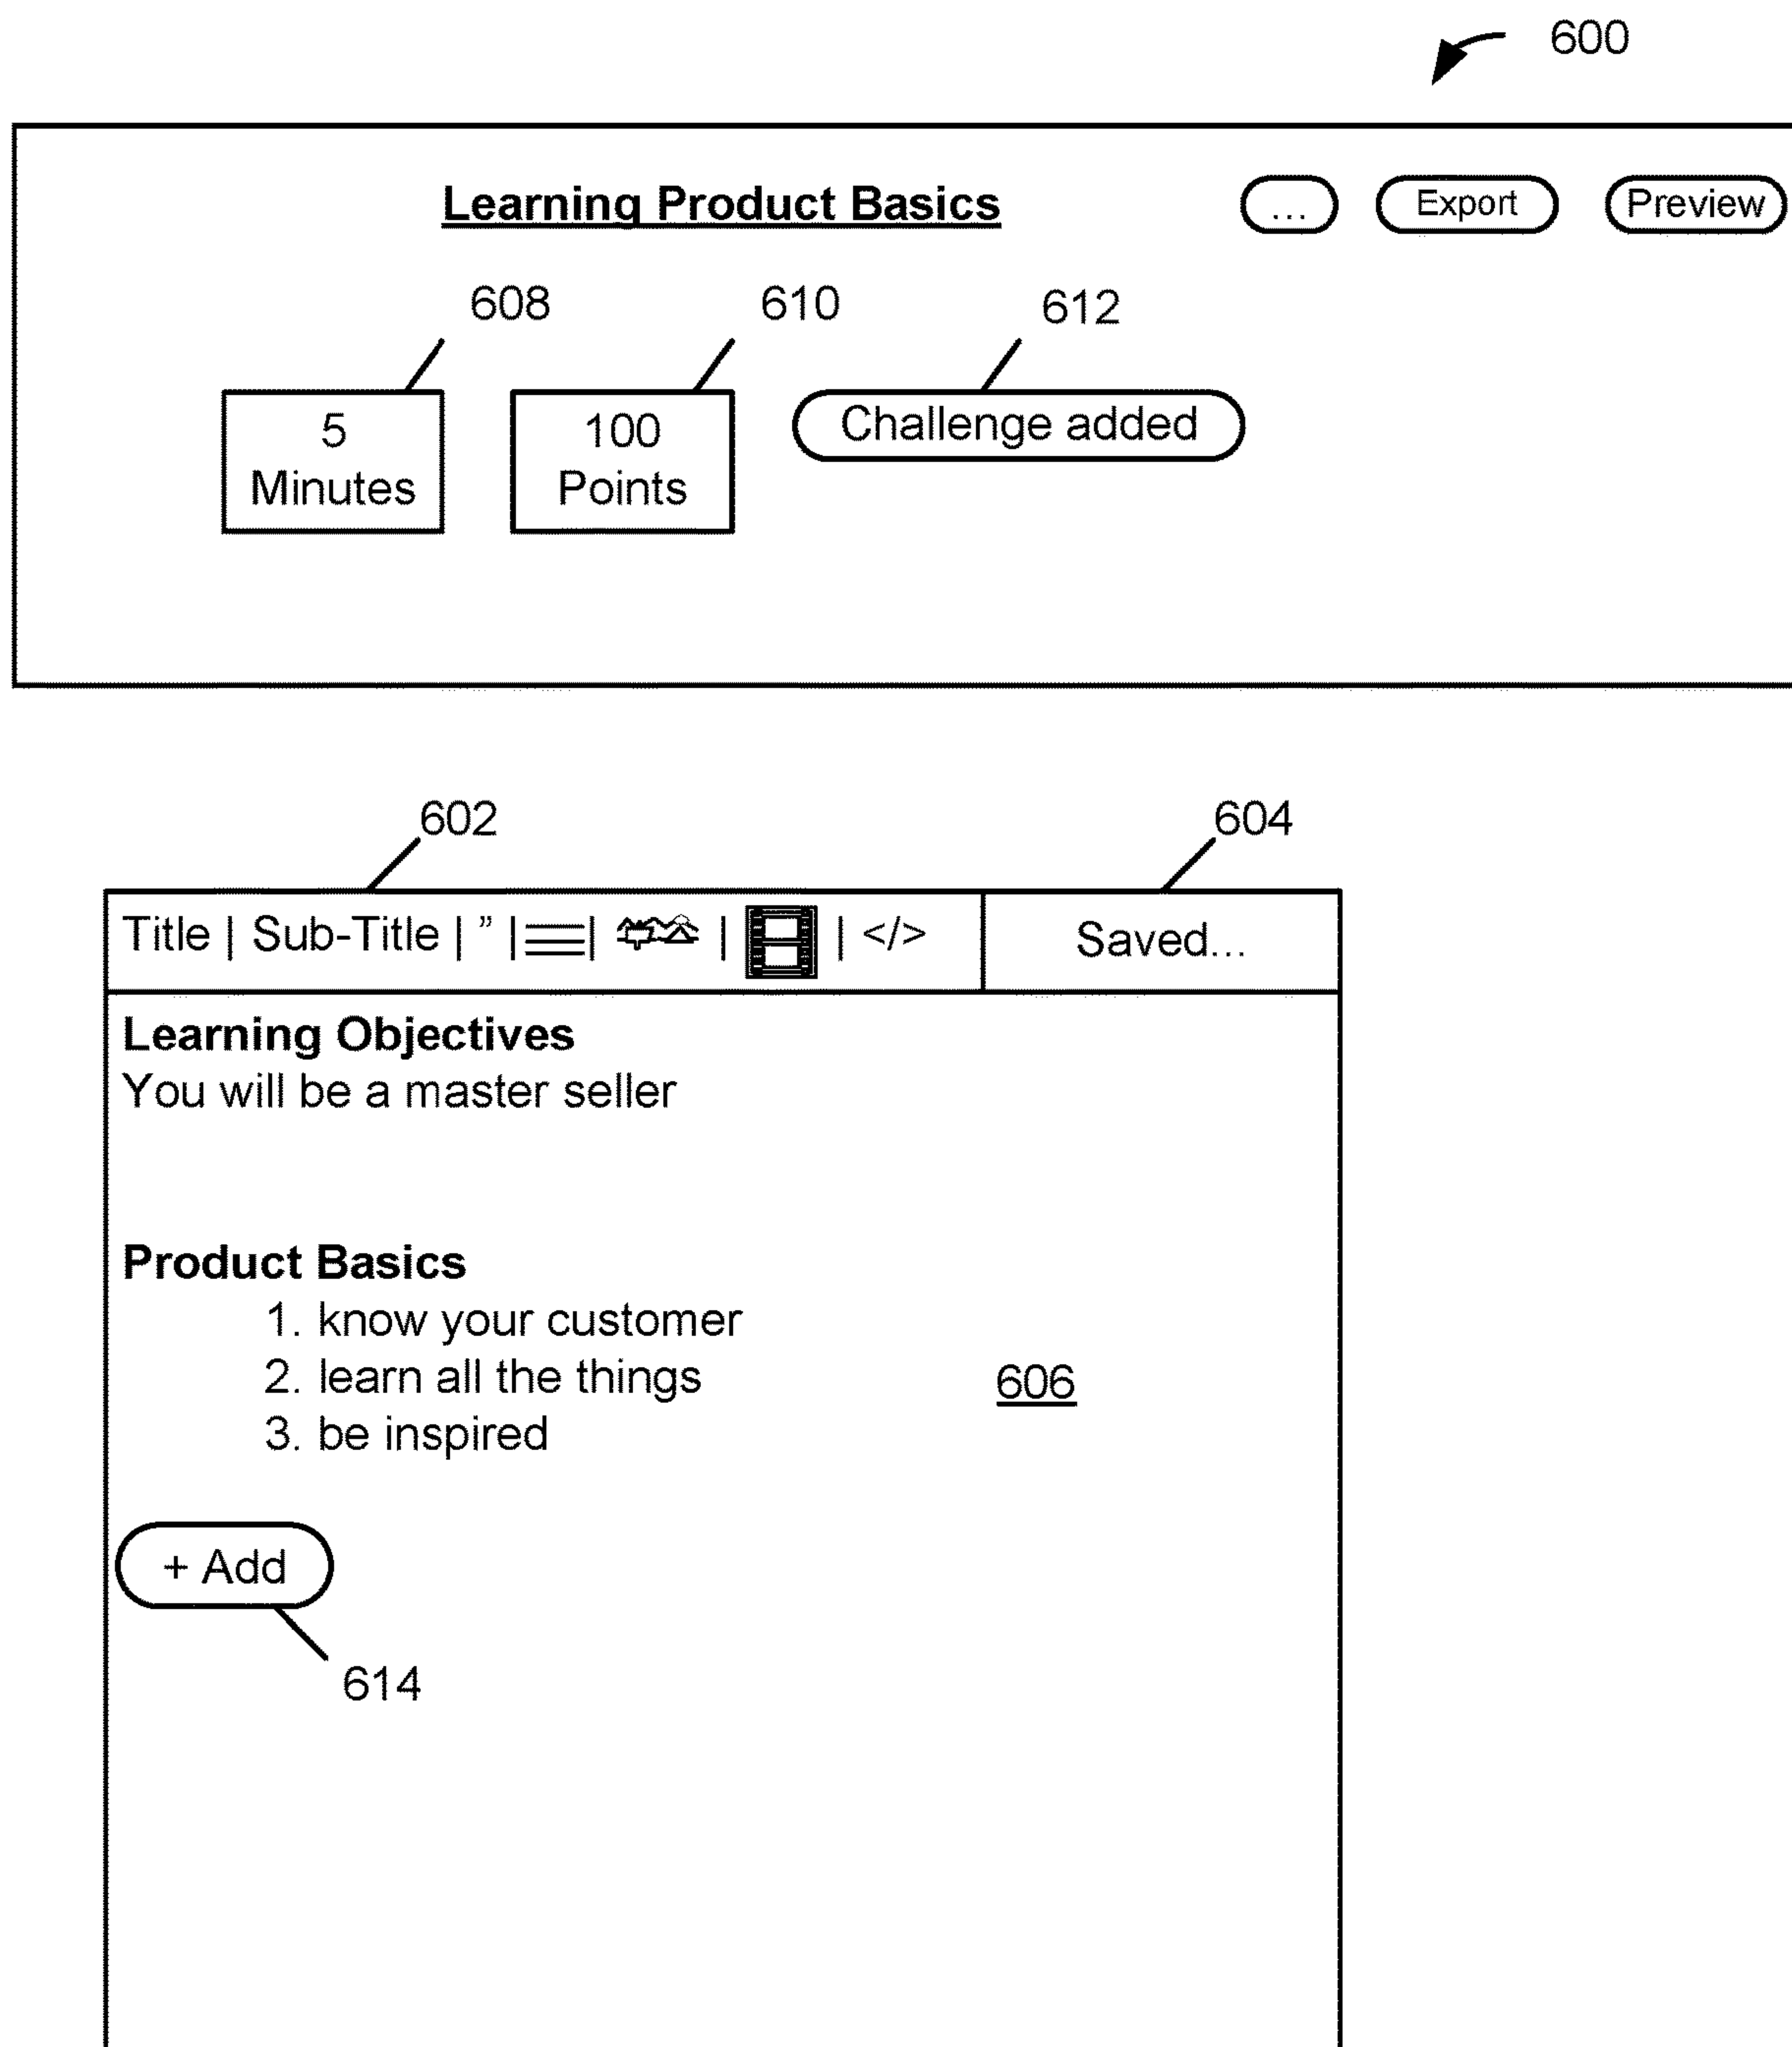 600
Learning Product Basics
... Export Preview
608 610 612
5 Minutes
100 Points
Challenge added
602 604
Title | Sub-Title | ” | | | | </> Saved...
Learning Objectives
You will be a master seller
Product Basics
1. know your customer
2. learn all the things
3. be inspired
606
+ Add
614